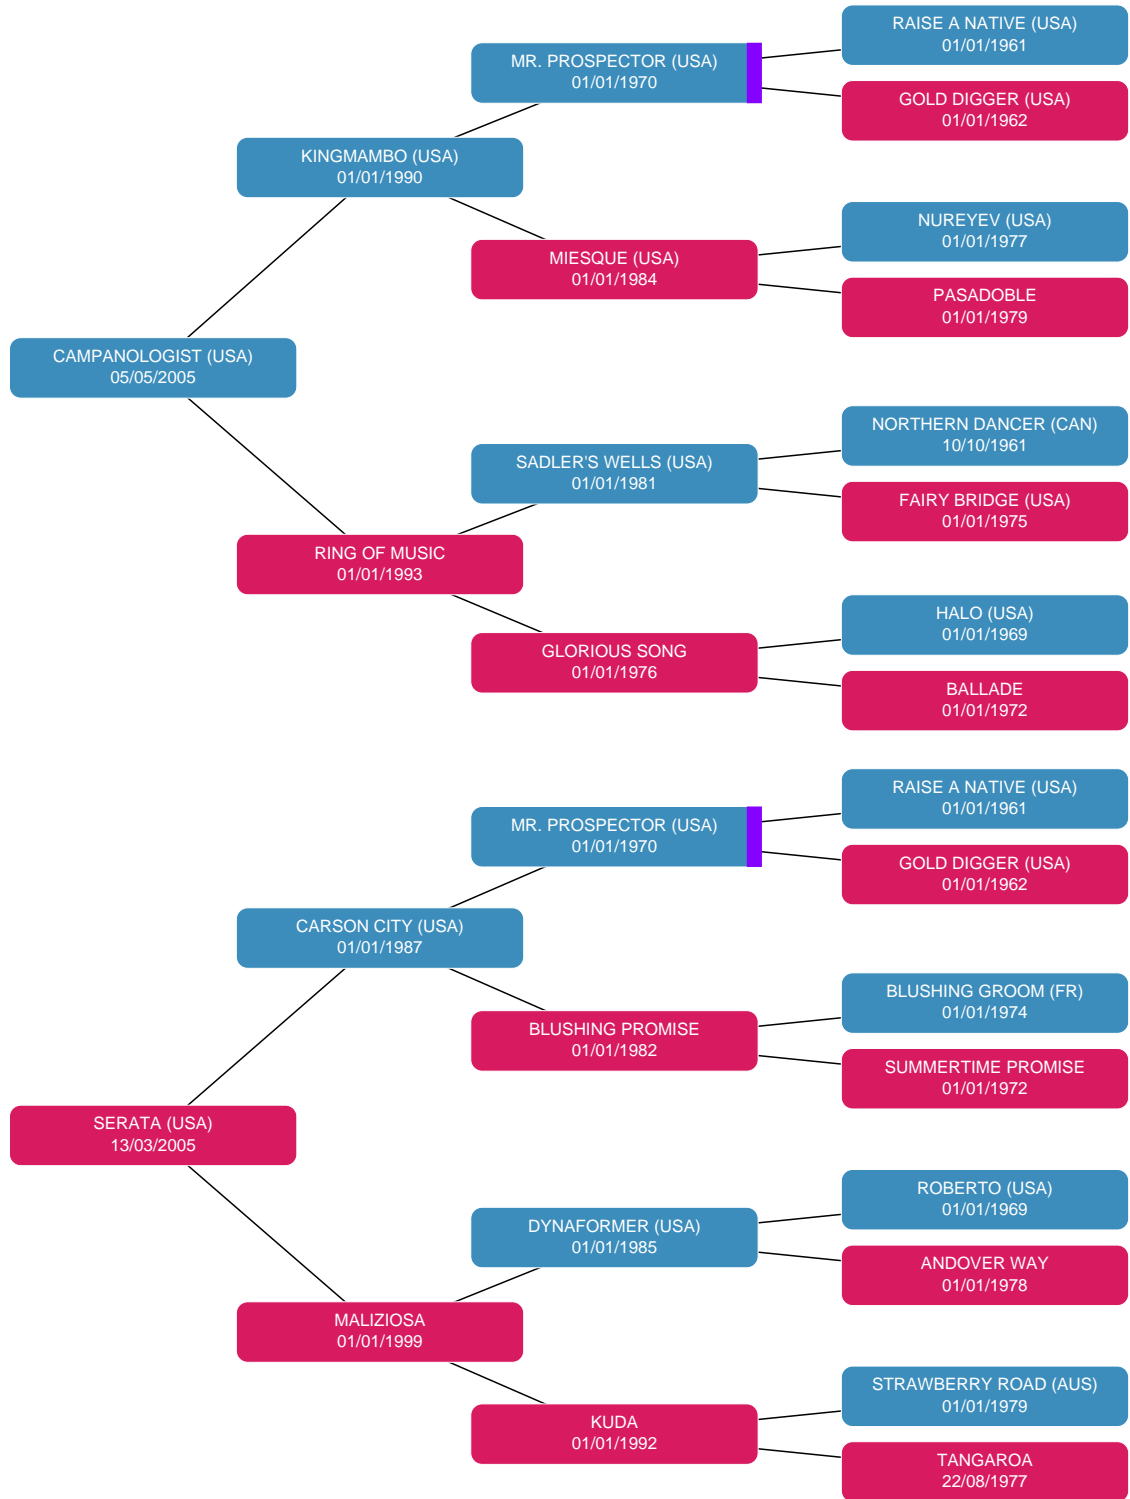 RAISE A NATIVE (USA)
01/01/1961
MR. PROSPECTOR (USA)
01/01/1970
GOLD DIGGER (USA)
01/01/1962
KINGMAMBO (USA)
01/01/1990
NUREYEV (USA)
01/01/1977
MIESQUE (USA)
01/01/1984
PASADOBLE
01/01/1979
CAMPANOLOGIST (USA)
05/05/2005
NORTHERN DANCER (CAN)
10/10/1961
SADLER'S WELLS (USA)
01/01/1981
FAIRY BRIDGE (USA)
01/01/1975
RING OF MUSIC
01/01/1993
HALO (USA)
01/01/1969
GLORIOUS SONG
01/01/1976
BALLADE
01/01/1972
RAISE A NATIVE (USA)
01/01/1961
MR. PROSPECTOR (USA)
01/01/1970
GOLD DIGGER (USA)
01/01/1962
CARSON CITY (USA)
01/01/1987
BLUSHING GROOM (FR)
01/01/1974
BLUSHING PROMISE
01/01/1982
SUMMERTIME PROMISE
01/01/1972
SERATA (USA)
13/03/2005
ROBERTO (USA)
01/01/1969
DYNAFORMER (USA)
01/01/1985
ANDOVER WAY
01/01/1978
MALIZIOSA
01/01/1999
STRAWBERRY ROAD (AUS)
01/01/1979
KUDA
01/01/1992
TANGAROA
22/08/1977